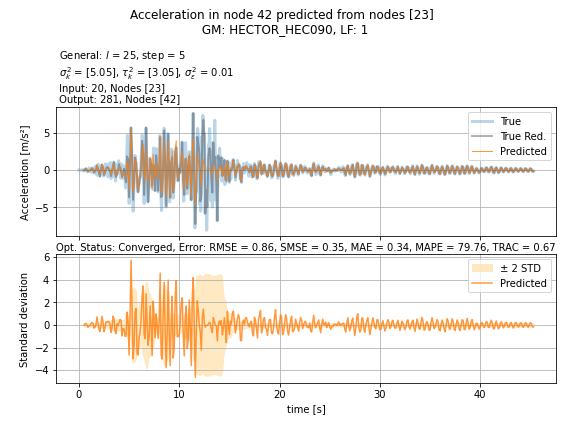 Acceleration in node 42 predicted from nodes [23]
GM: HECTOR_HEC090, LF: 1
General: l = 25, step = 5
σ²ₖ = [5.05], τ²ₖ = [3.05], σ²ε = 0.01
Input: 20, Nodes [23]
Output: 281, Nodes [42]
Acceleration [m/s²]
5
0
−5
True
True Red.
Predicted
Opt. Status: Converged, Error: RMSE = 0.86, SMSE = 0.35, MAE = 0.34, MAPE = 79.76, TRAC = 0.67
Standard deviation
6
4
2
0
−2
−4
± 2 STD
Predicted
0 10 20 30 40
time [s]